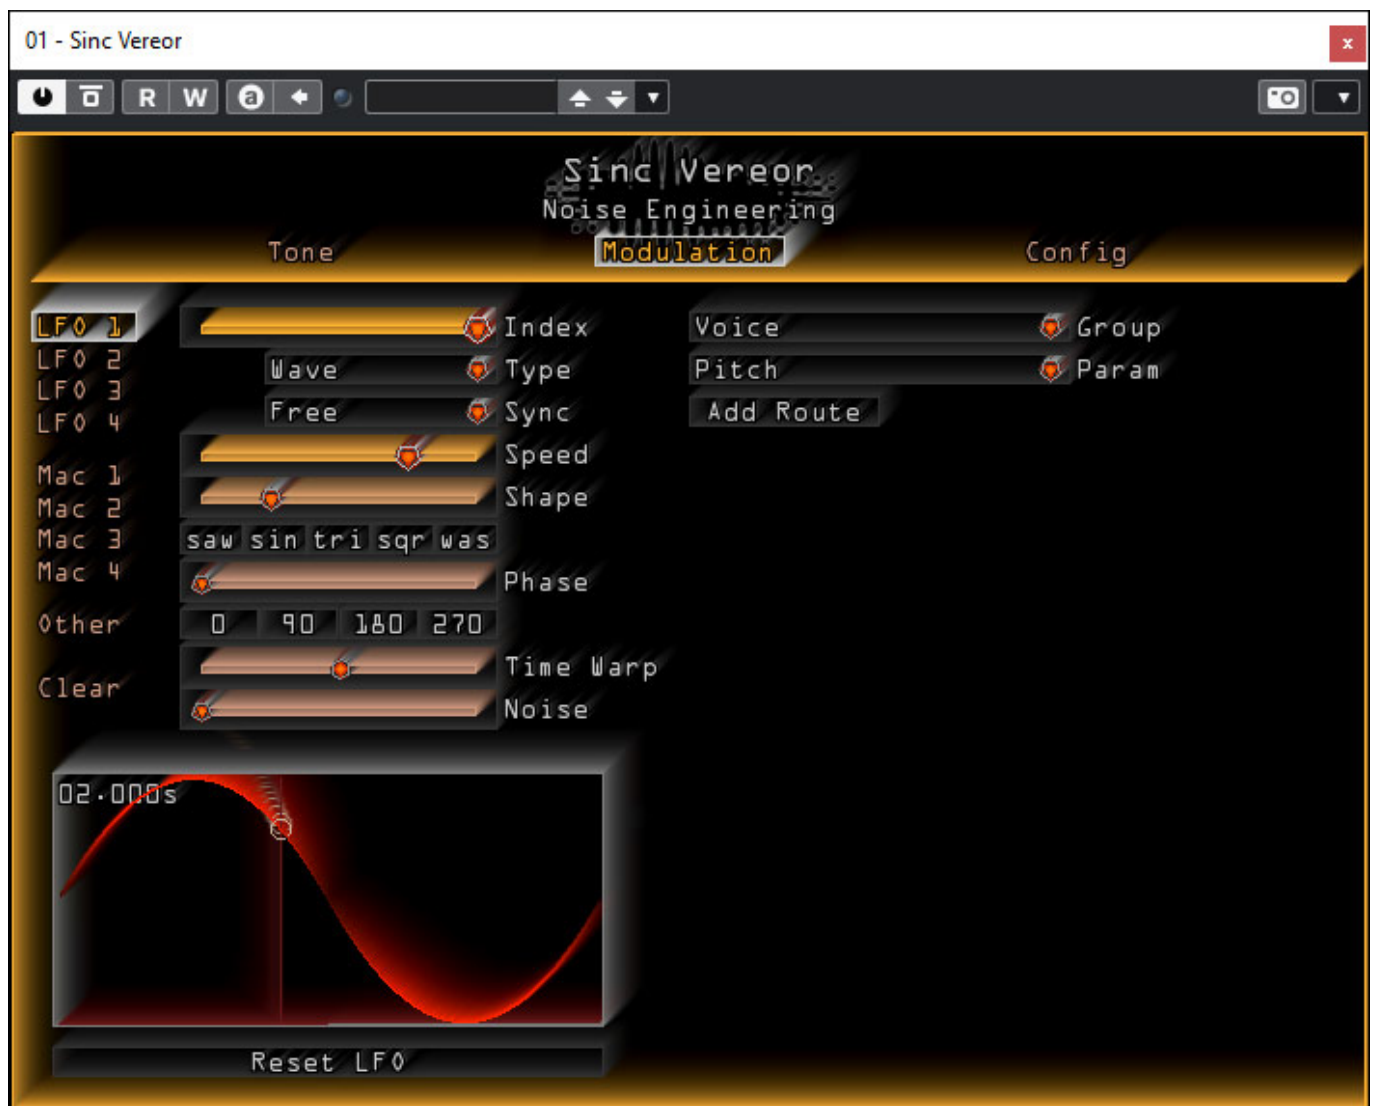 01 - Sinc Vereor
x
R W a
Sinc Vereor
Noise Engineering
Tone Modulation Config
LFO 1 Index Voice Group
LFO 2 Wave Type Pitch Param
LFO 3
LFO 4 Free Sync Add Route
Speed
Mac 1
Mac 2 Shape
Mac 3 saw sin tri sqr was
Mac 4 Phase
Other 0 90 180 270
Time Warp
Clear
Noise
02.000s
Reset LFO